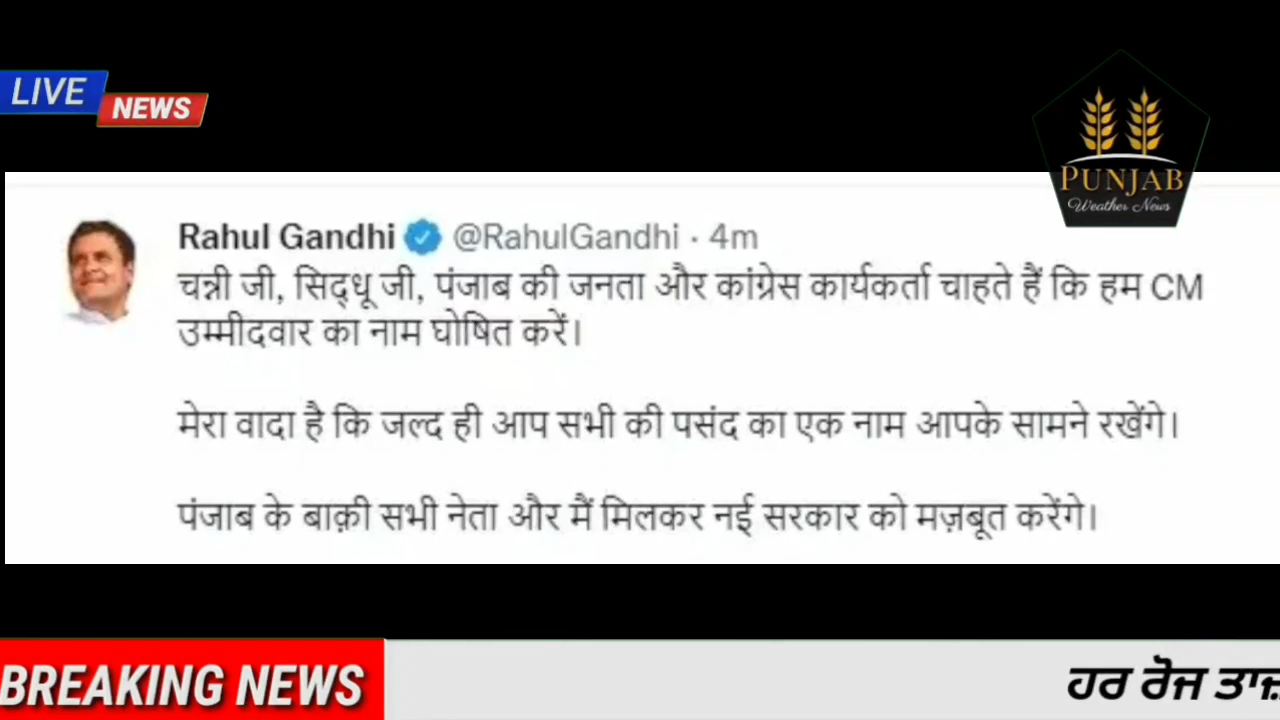 LIVE
NEWS
PUNJAB
Weather News
Rahul Gandhi @RahulGandhi · 4m
चन्नी जी, सिद्धू जी, पंजाब की जनता और कांग्रेस कार्यकर्ता चाहते हैं कि हम CM
उम्मीदवार का नाम घोषित करें।
मेरा वादा है कि जल्द ही आप सभी की पसंद का एक नाम आपके सामने रखेंगे।
पंजाब के बाक़ी सभी नेता और मैं मिलकर नई सरकार को मज़बूत करेंगे।
BREAKING NEWS
ਹਰ ਰੋਜ